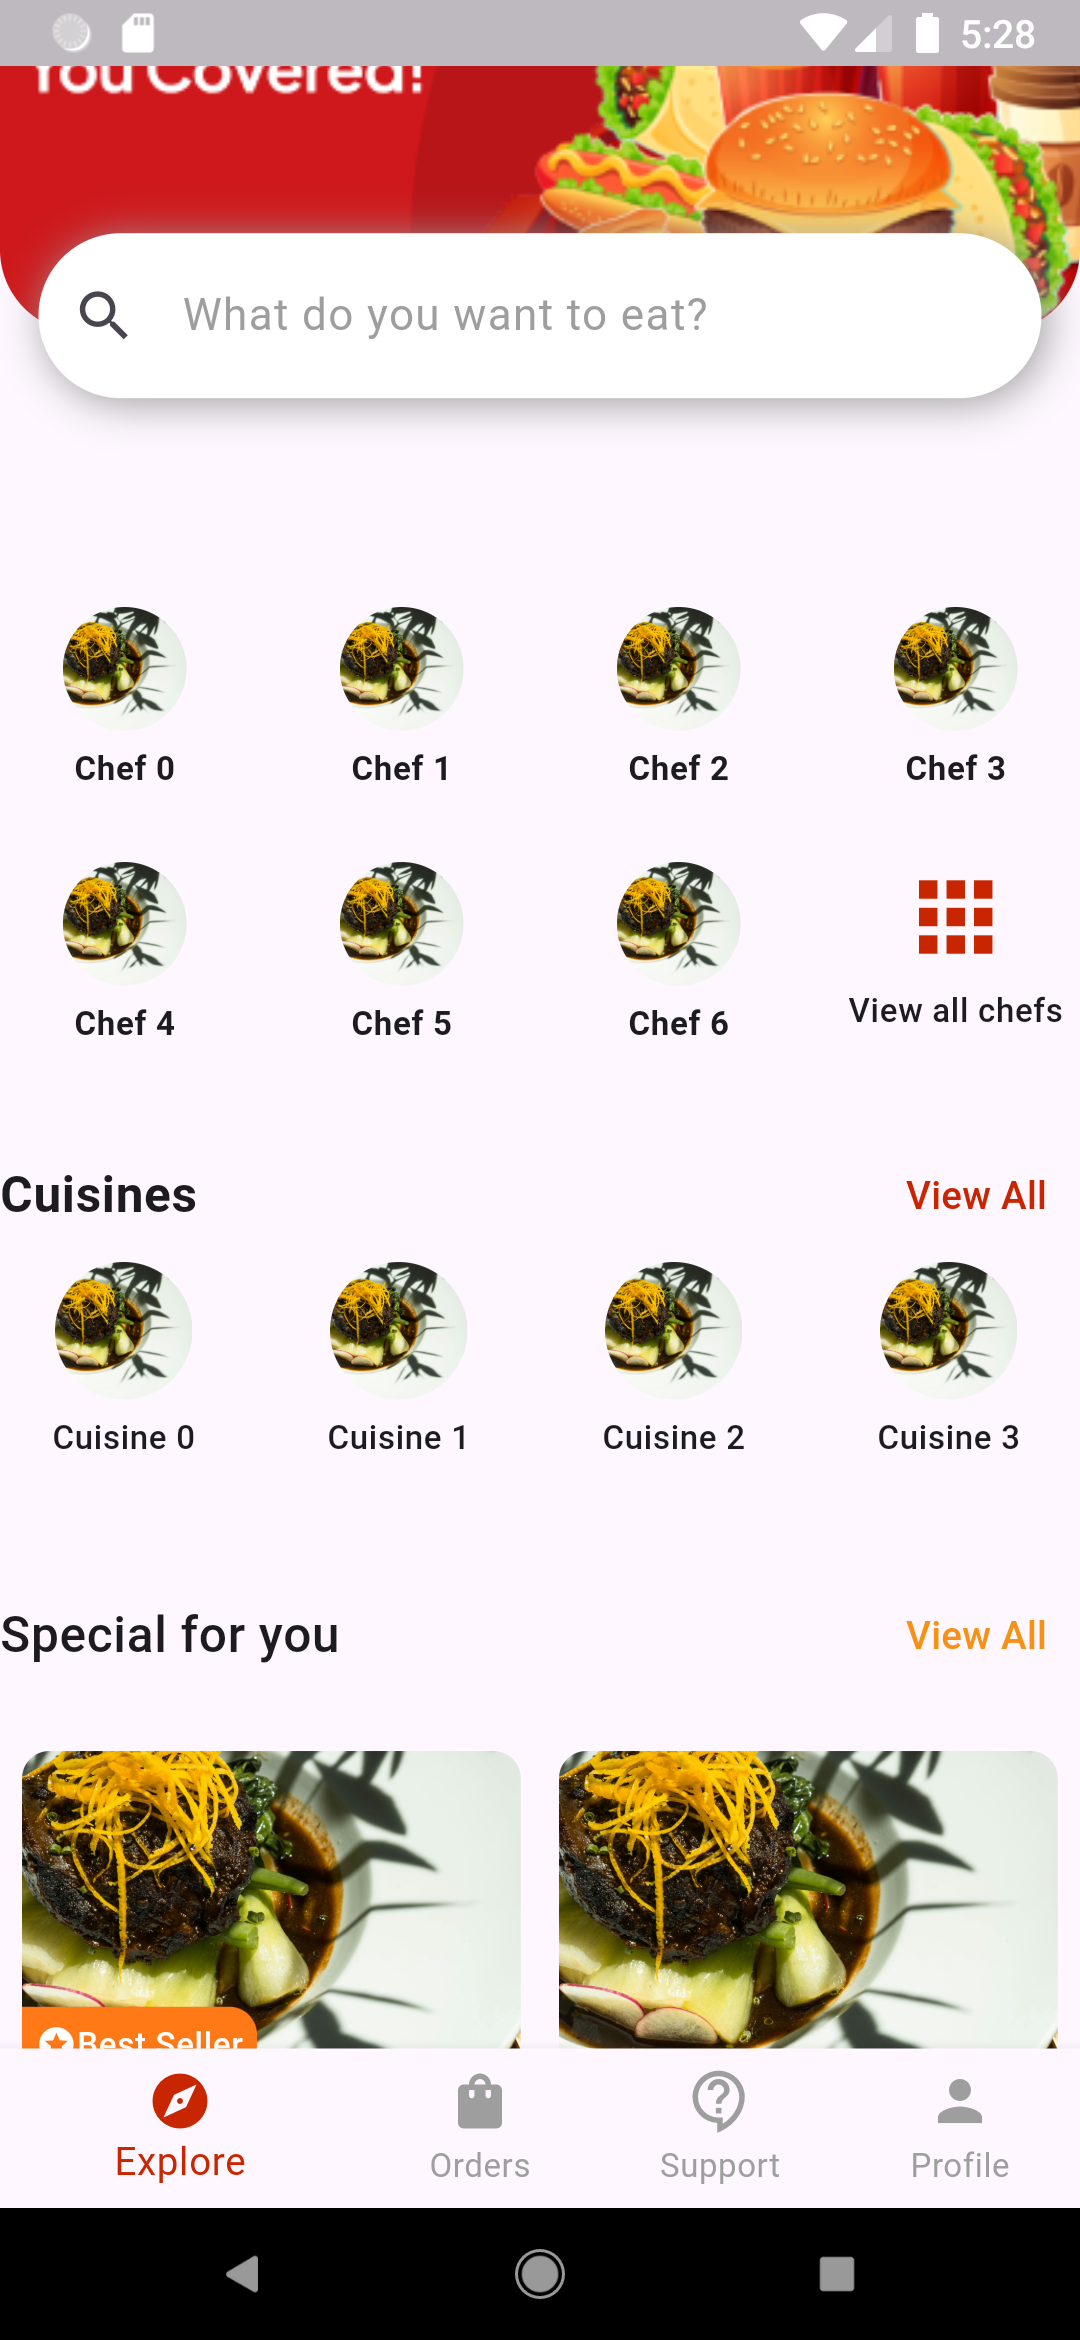 5:28
You Covered!
What do you want to eat?
Chef 0 Chef 1 Chef 2 Chef 3
Chef 4 Chef 5 Chef 6 View all chefs
Cuisines View All
Cuisine 0 Cuisine 1 Cuisine 2 Cuisine 3
Special for you View All
Best Seller
Explore Orders Support Profile